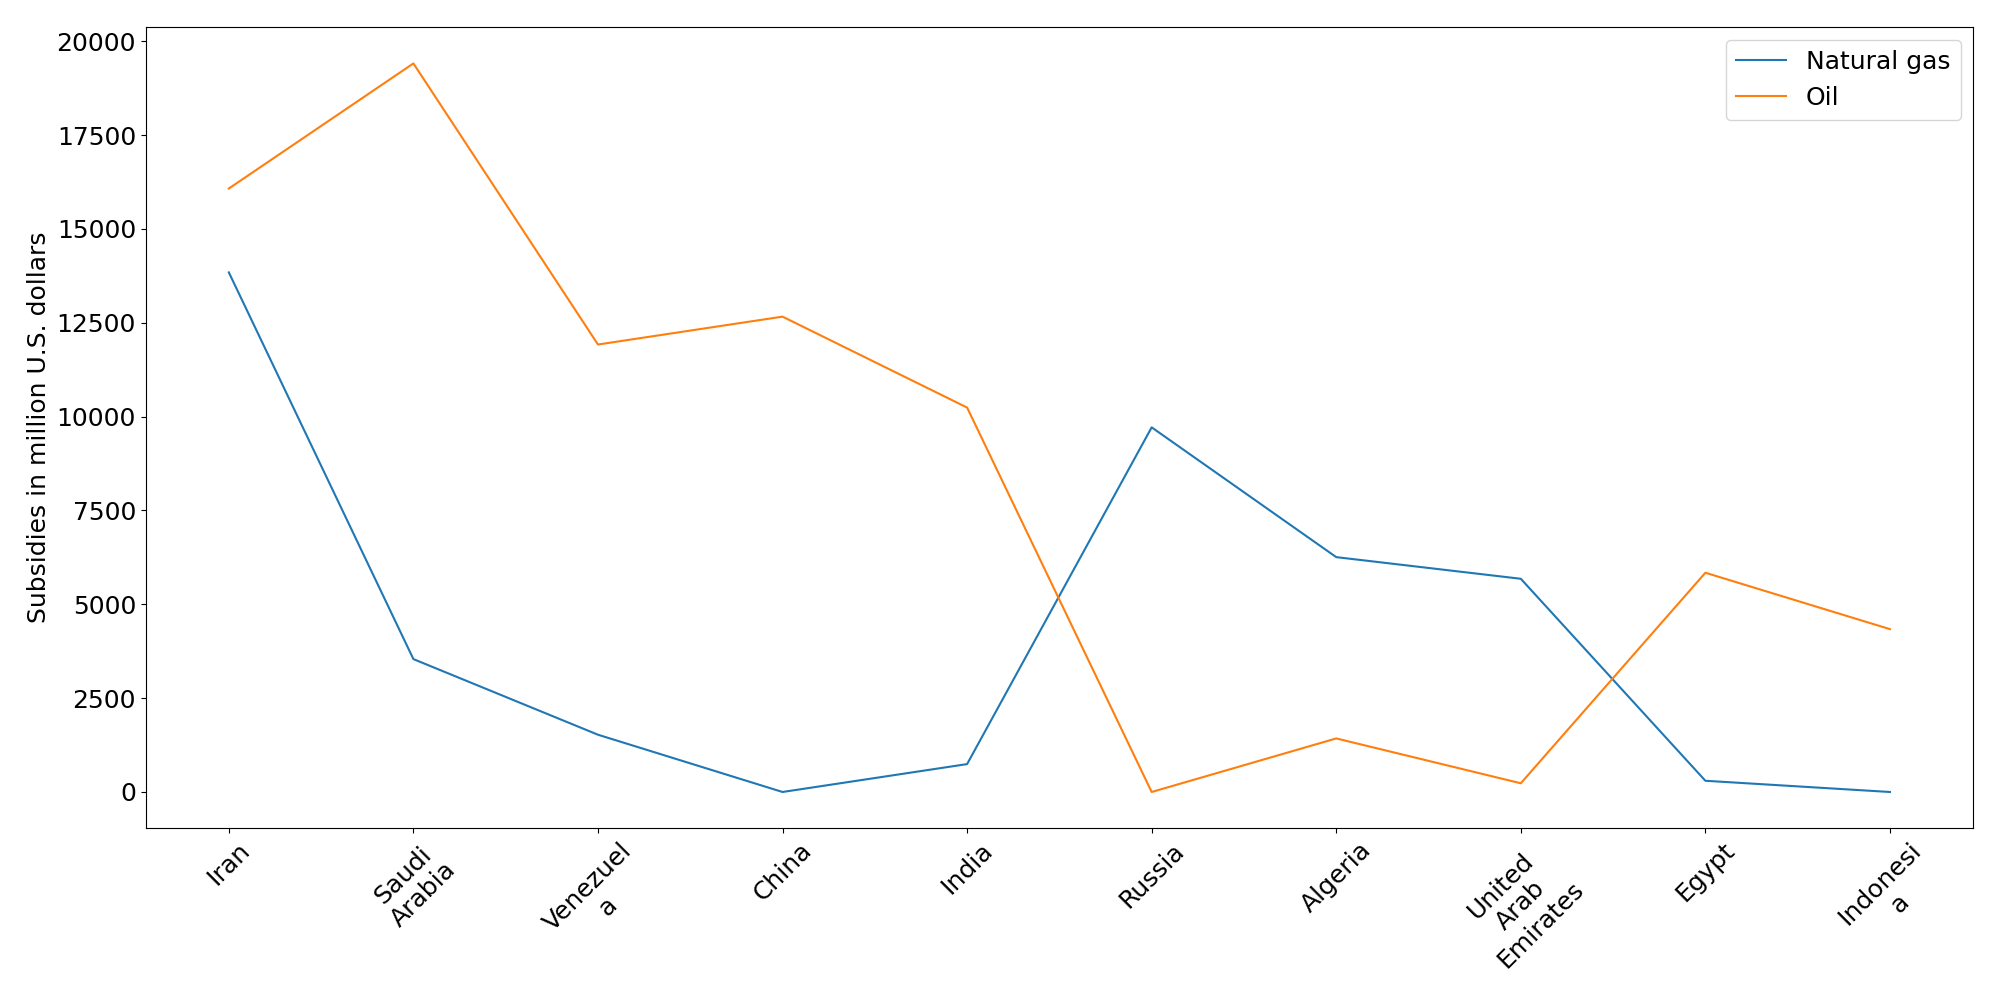 Subsidies in million U.S. dollars
20000
17500
15000
12500
10000
7500
5000
2500
0
Natural gas
Oil
Iran
Saudi
Arabia
Venezuel
a
China
India
Russia
Algeria
United
Arab
Emirates
Egypt
Indonesi
a